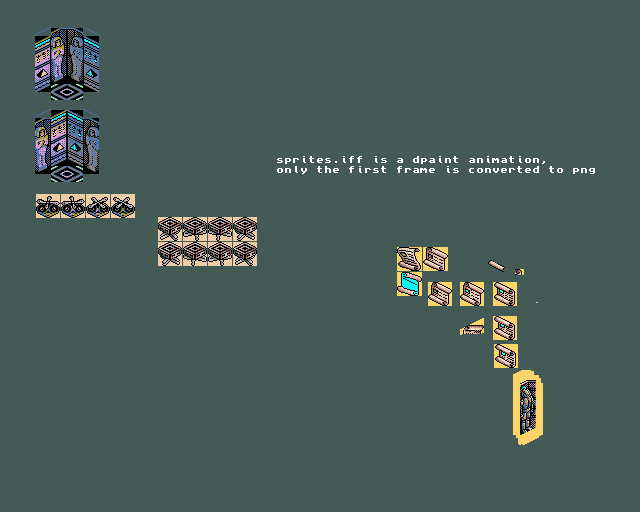 sprites.iff is a dpaint animation,
only the first frame is converted to png